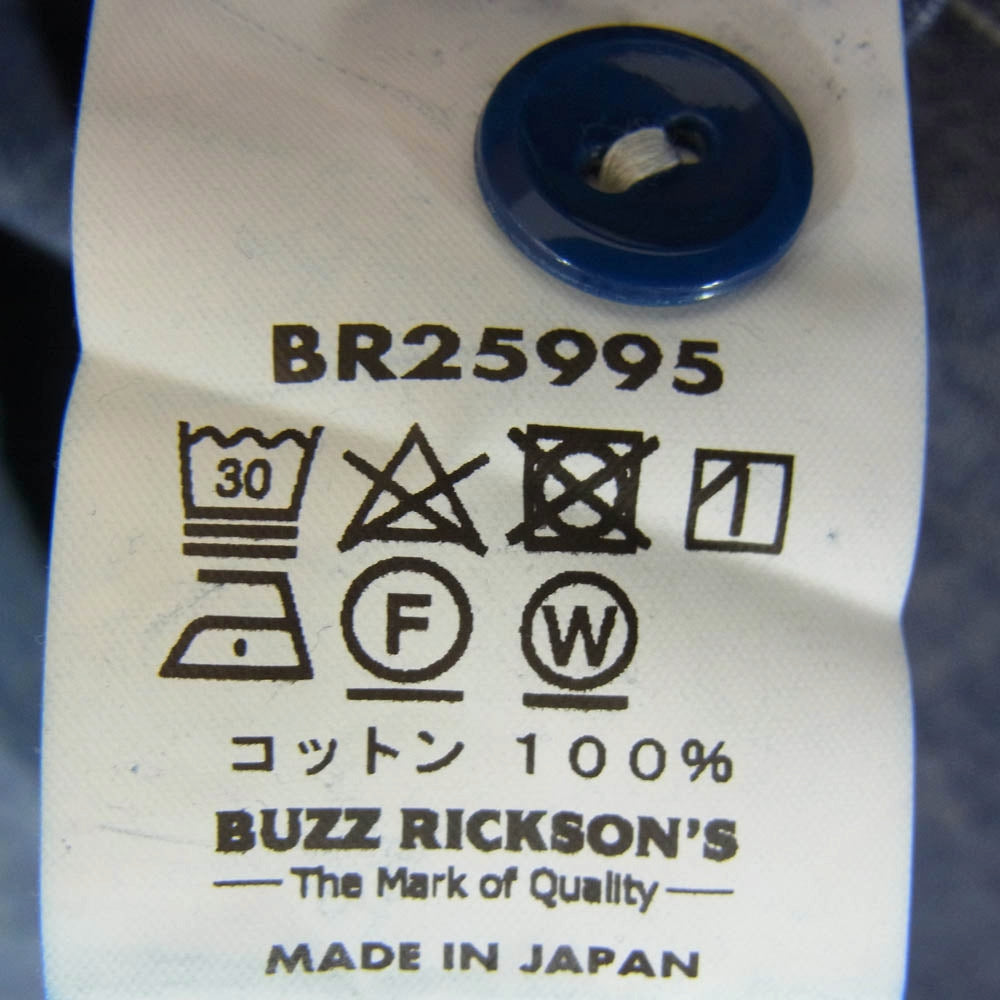 BR25995
30
F W
コットン 100%
BUZZ RICKSON'S
The Mark of Quality
MADE IN JAPAN